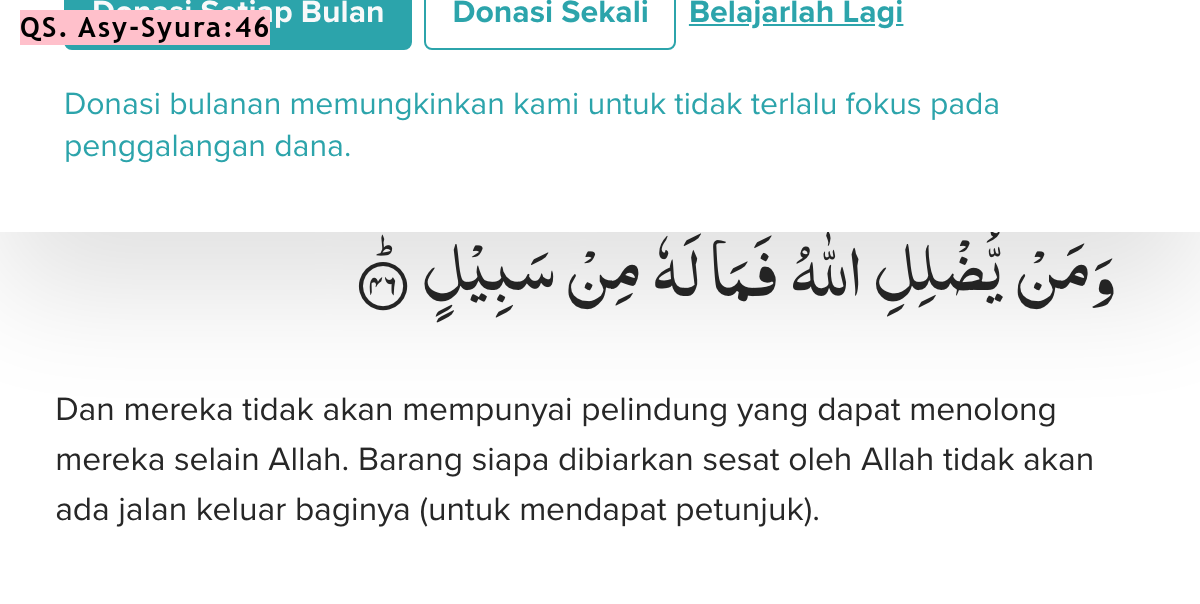 Donasi Setiap Bulan Donasi Sekali Belajarlah Lagi
QS. Asy-Syura:46
Donasi bulanan memungkinkan kami untuk tidak terlalu fokus pada
penggalangan dana.
وَمَنْ يُّضْلِلِ اللّٰهُ فَمَا لَهٗ مِنْ سَبِيْلٍ ۗ ٤٦
Dan mereka tidak akan mempunyai pelindung yang dapat menolong
mereka selain Allah. Barang siapa dibiarkan sesat oleh Allah tidak akan
ada jalan keluar baginya (untuk mendapat petunjuk).